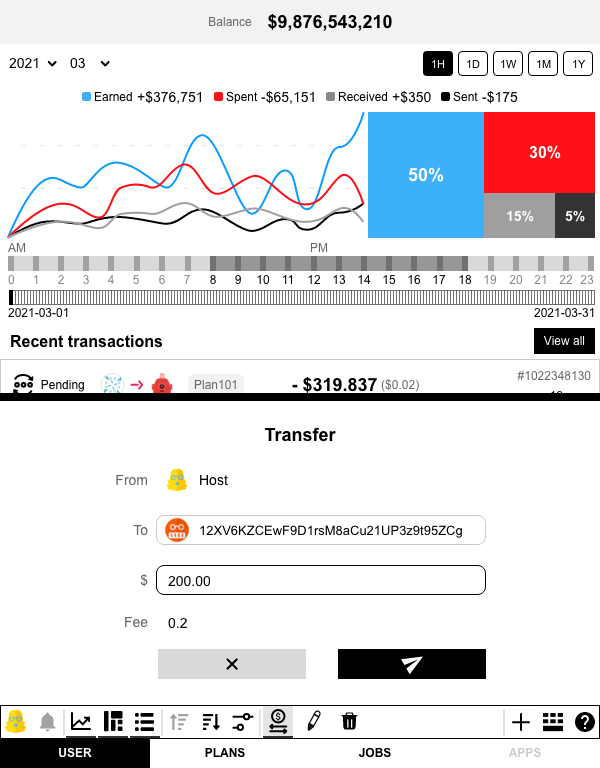 Balance $9,876,543,210
2021 03 1H 1D 1W 1M 1Y
Earned +$376,751 Spent -$65,151 Received +$350 Sent -$175
50% 30%
15% 5%
AM PM
0 1 2 3 4 5 6 7 8 9 10 11 12 13 14 15 16 17 18 19 20 21 22 23
2021-03-01 2021-03-31
Recent transactions View all
Pending Plan101 - $319.837 ($0.02) #1022348130
Transfer
From Host
To 12XV6KZCEwF9D1rsM8aCu21UP3z9t95ZCg
$ 200.00
Fee 0.2
USER PLANS JOBS APPS